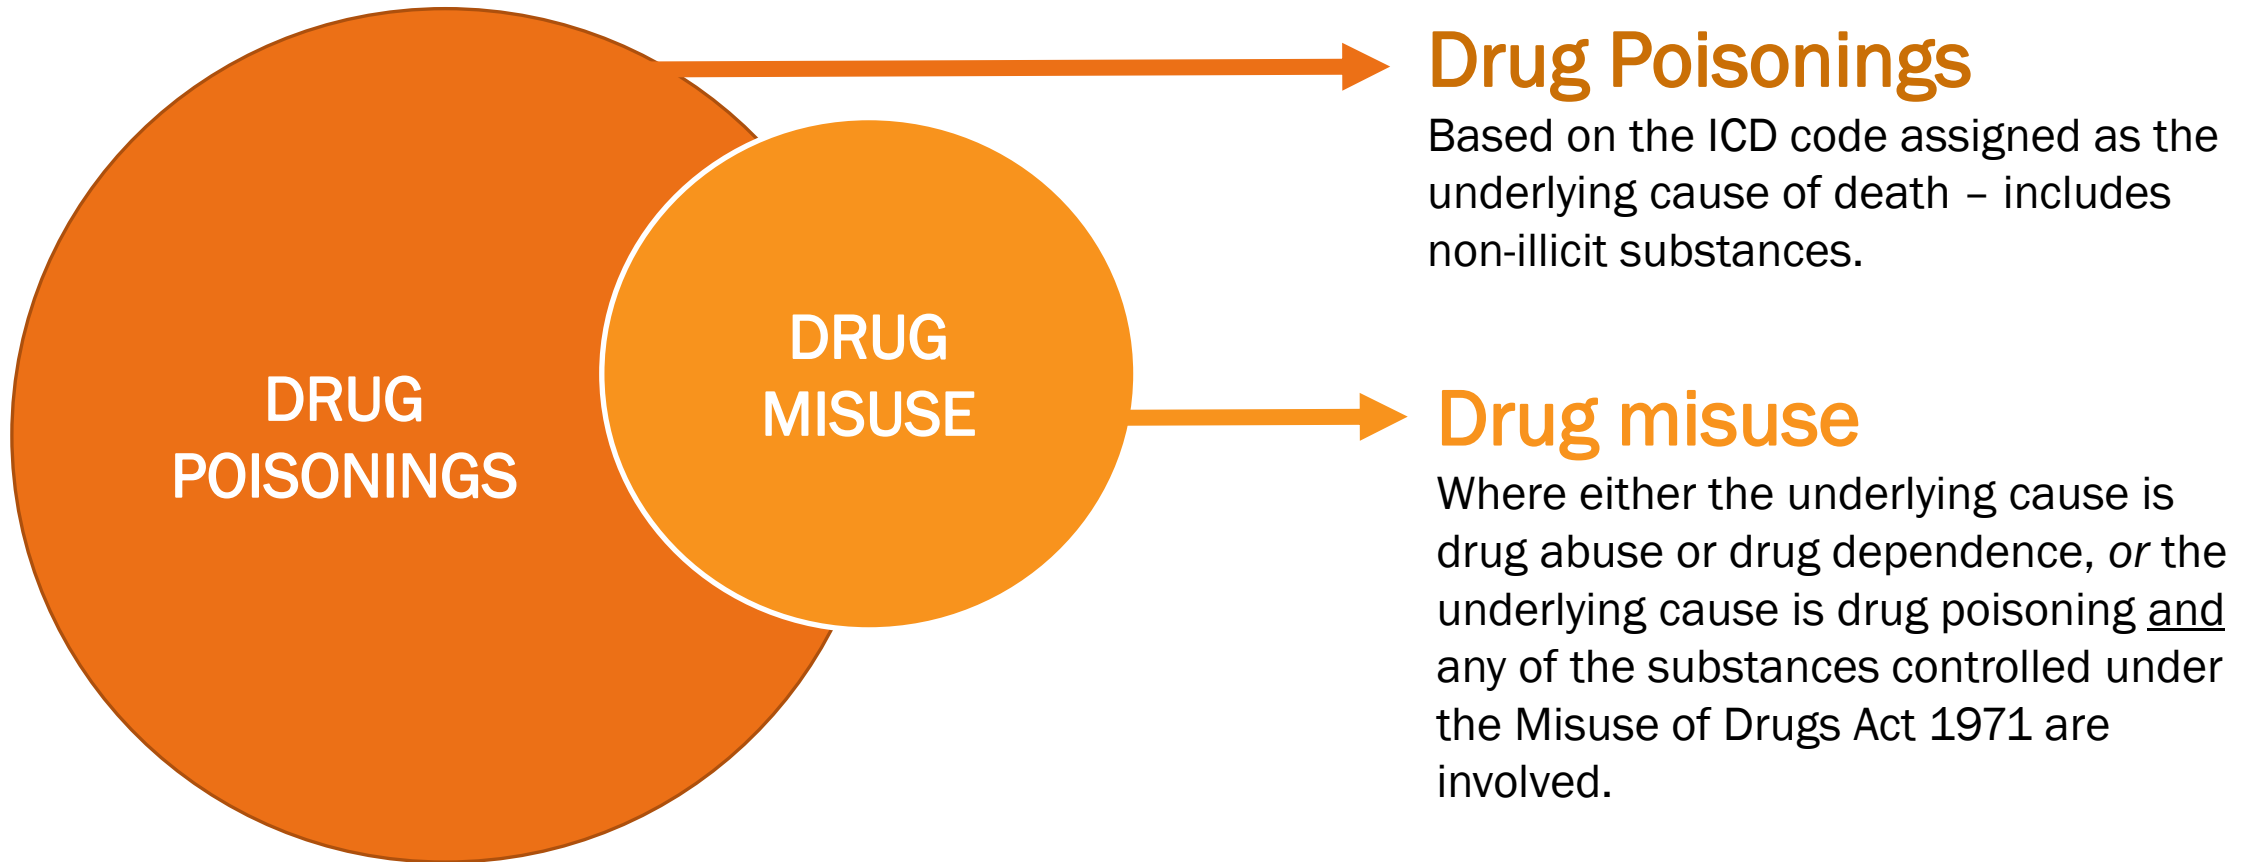 DRUG
POISONINGS
DRUG
MISUSE
Drug Poisonings
Based on the ICD code assigned as the
underlying cause of death – includes
non-illicit substances.
Drug misuse
Where either the underlying cause is
drug abuse or drug dependence, or the
underlying cause is drug poisoning and
any of the substances controlled under
the Misuse of Drugs Act 1971 are
involved.